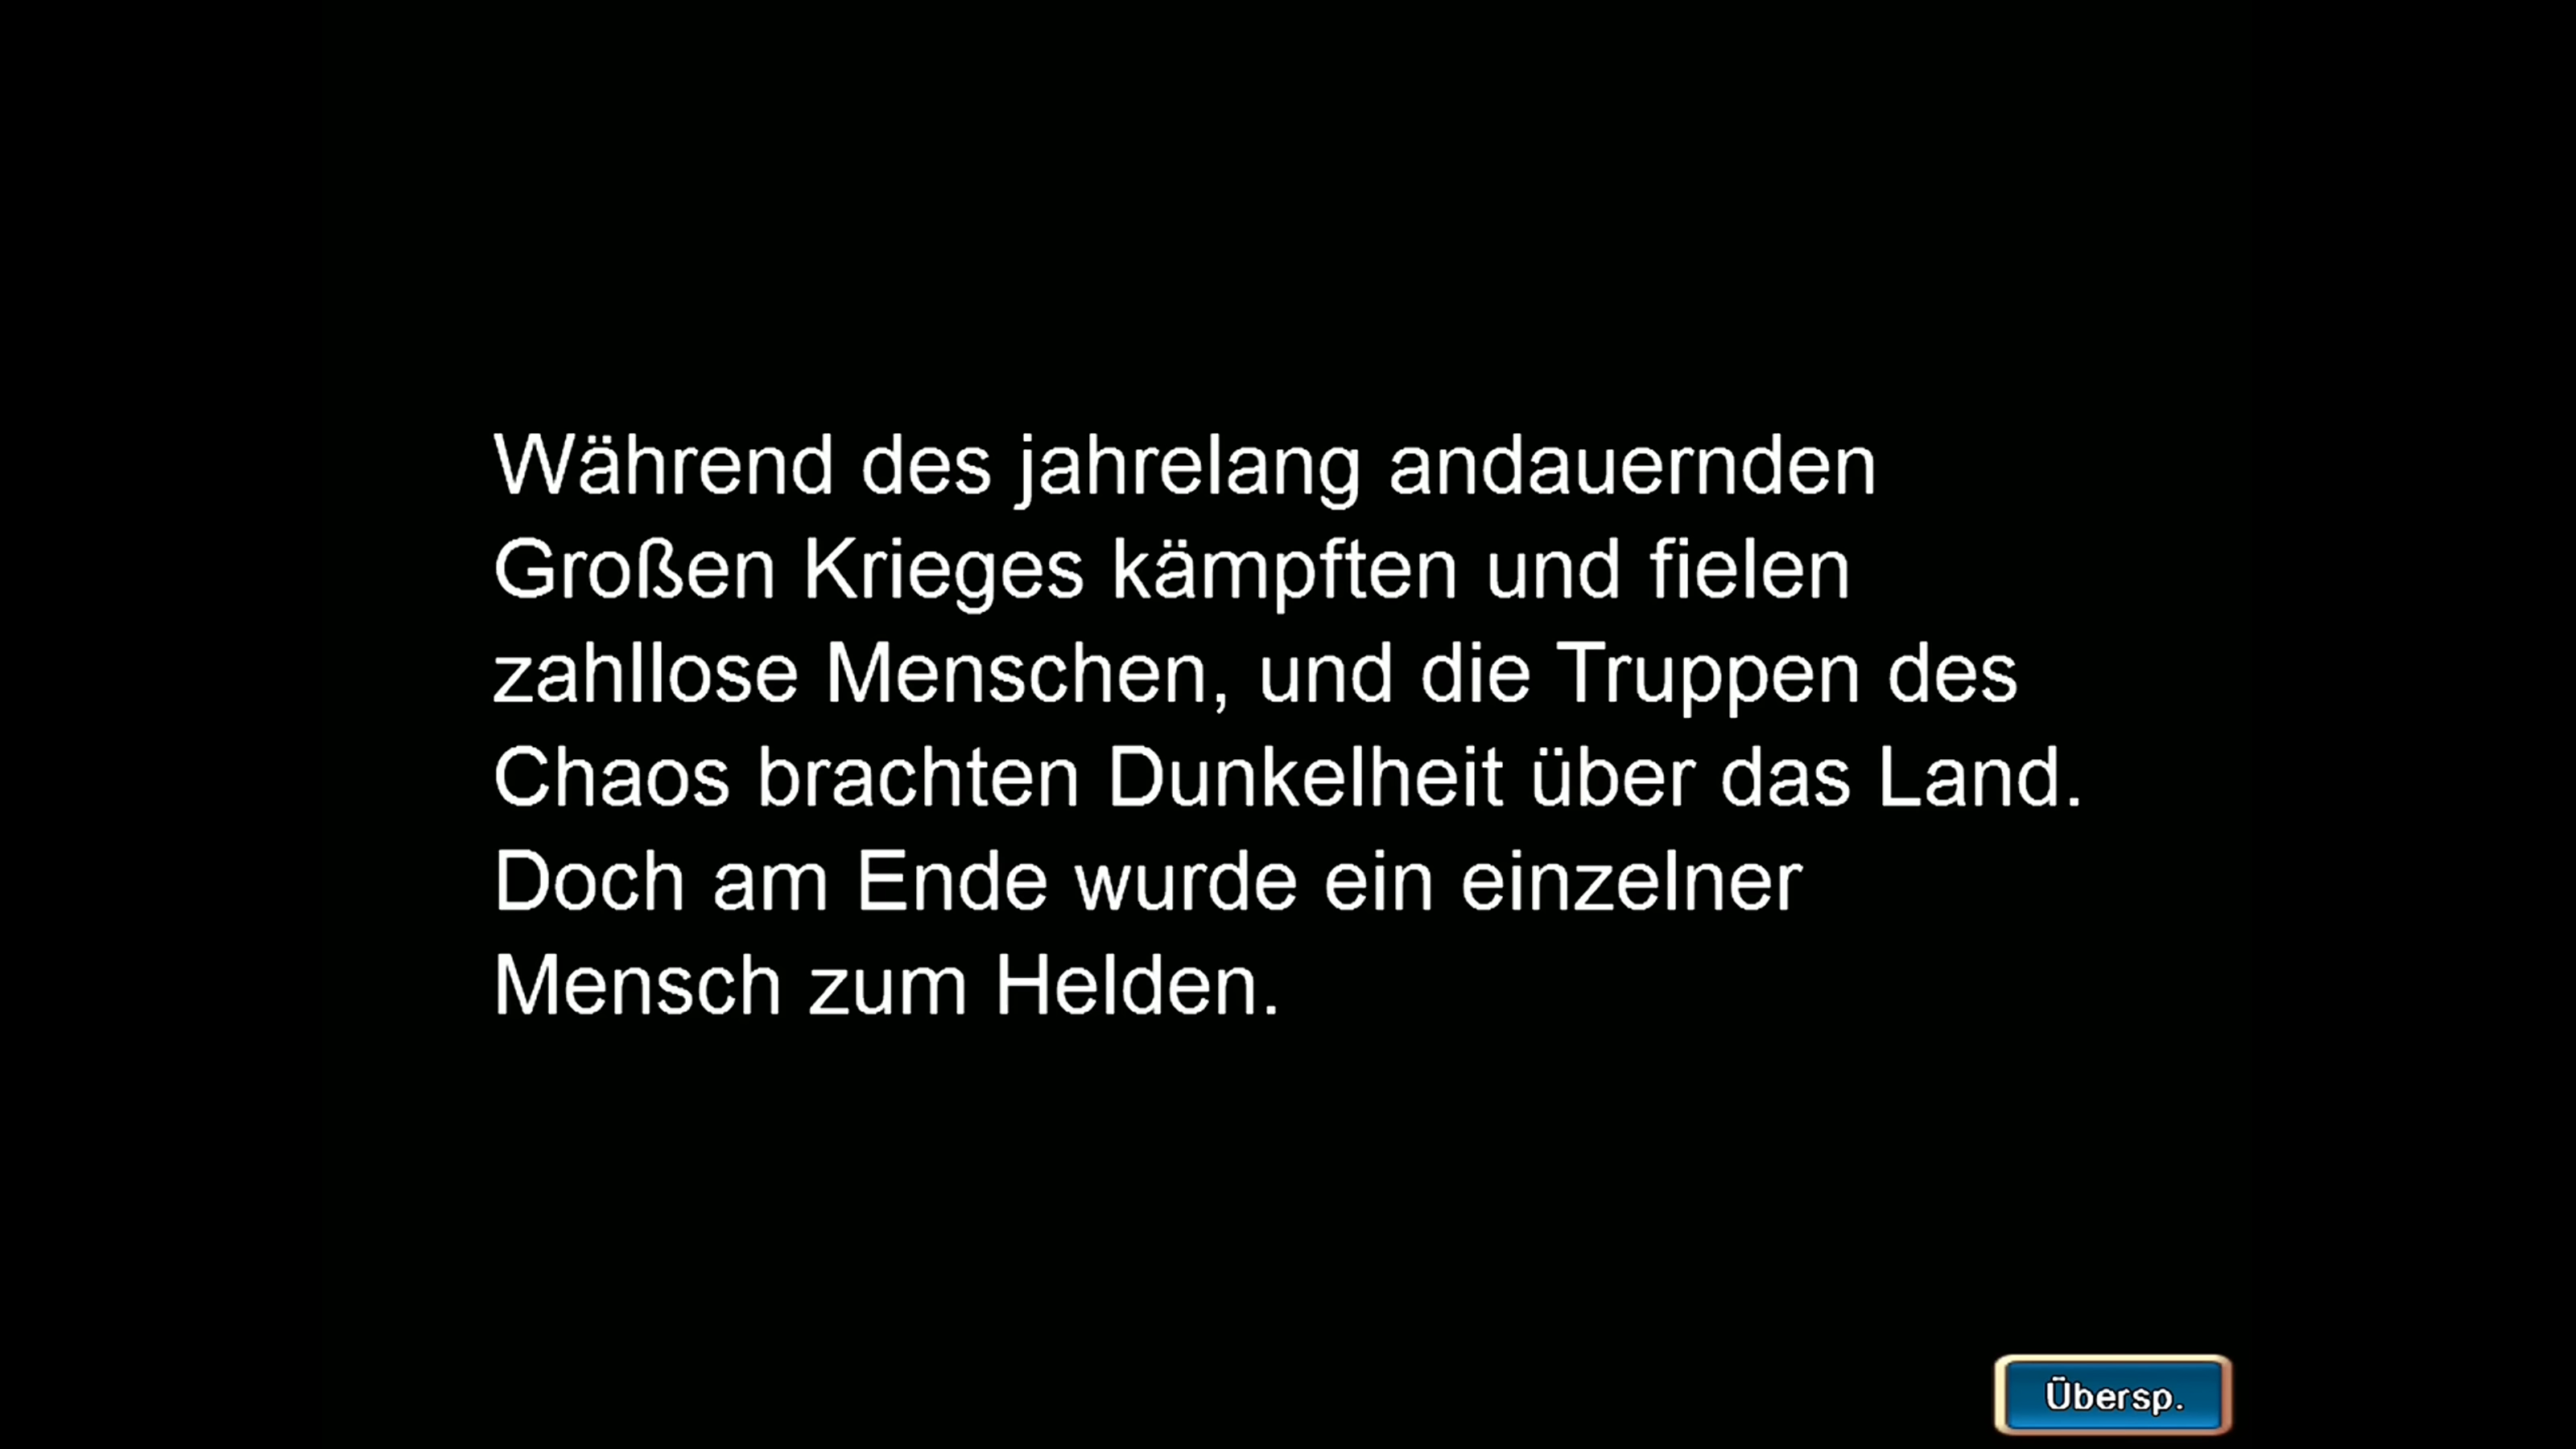 Während des jahrelang andauernden
Großen Krieges kämpften und fielen
zahllose Menschen, und die Truppen des
Chaos brachten Dunkelheit über das Land.
Doch am Ende wurde ein einzelner
Mensch zum Helden.
Übersp.